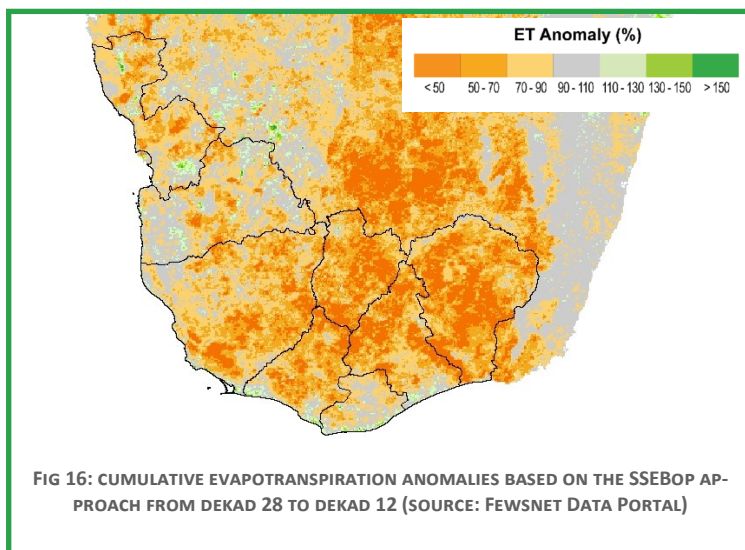 ET Anomaly (%)
< 50 50 - 70 70 - 90 90 - 110 110 - 130 130 - 150 > 150
FIG 16: CUMULATIVE EVAPOTRANSPIRATION ANOMALIES BASED ON THE SSEBOP AP-
PROACH FROM DEKAD 28 TO DEKAD 12 (SOURCE: FEWSNET DATA PORTAL)